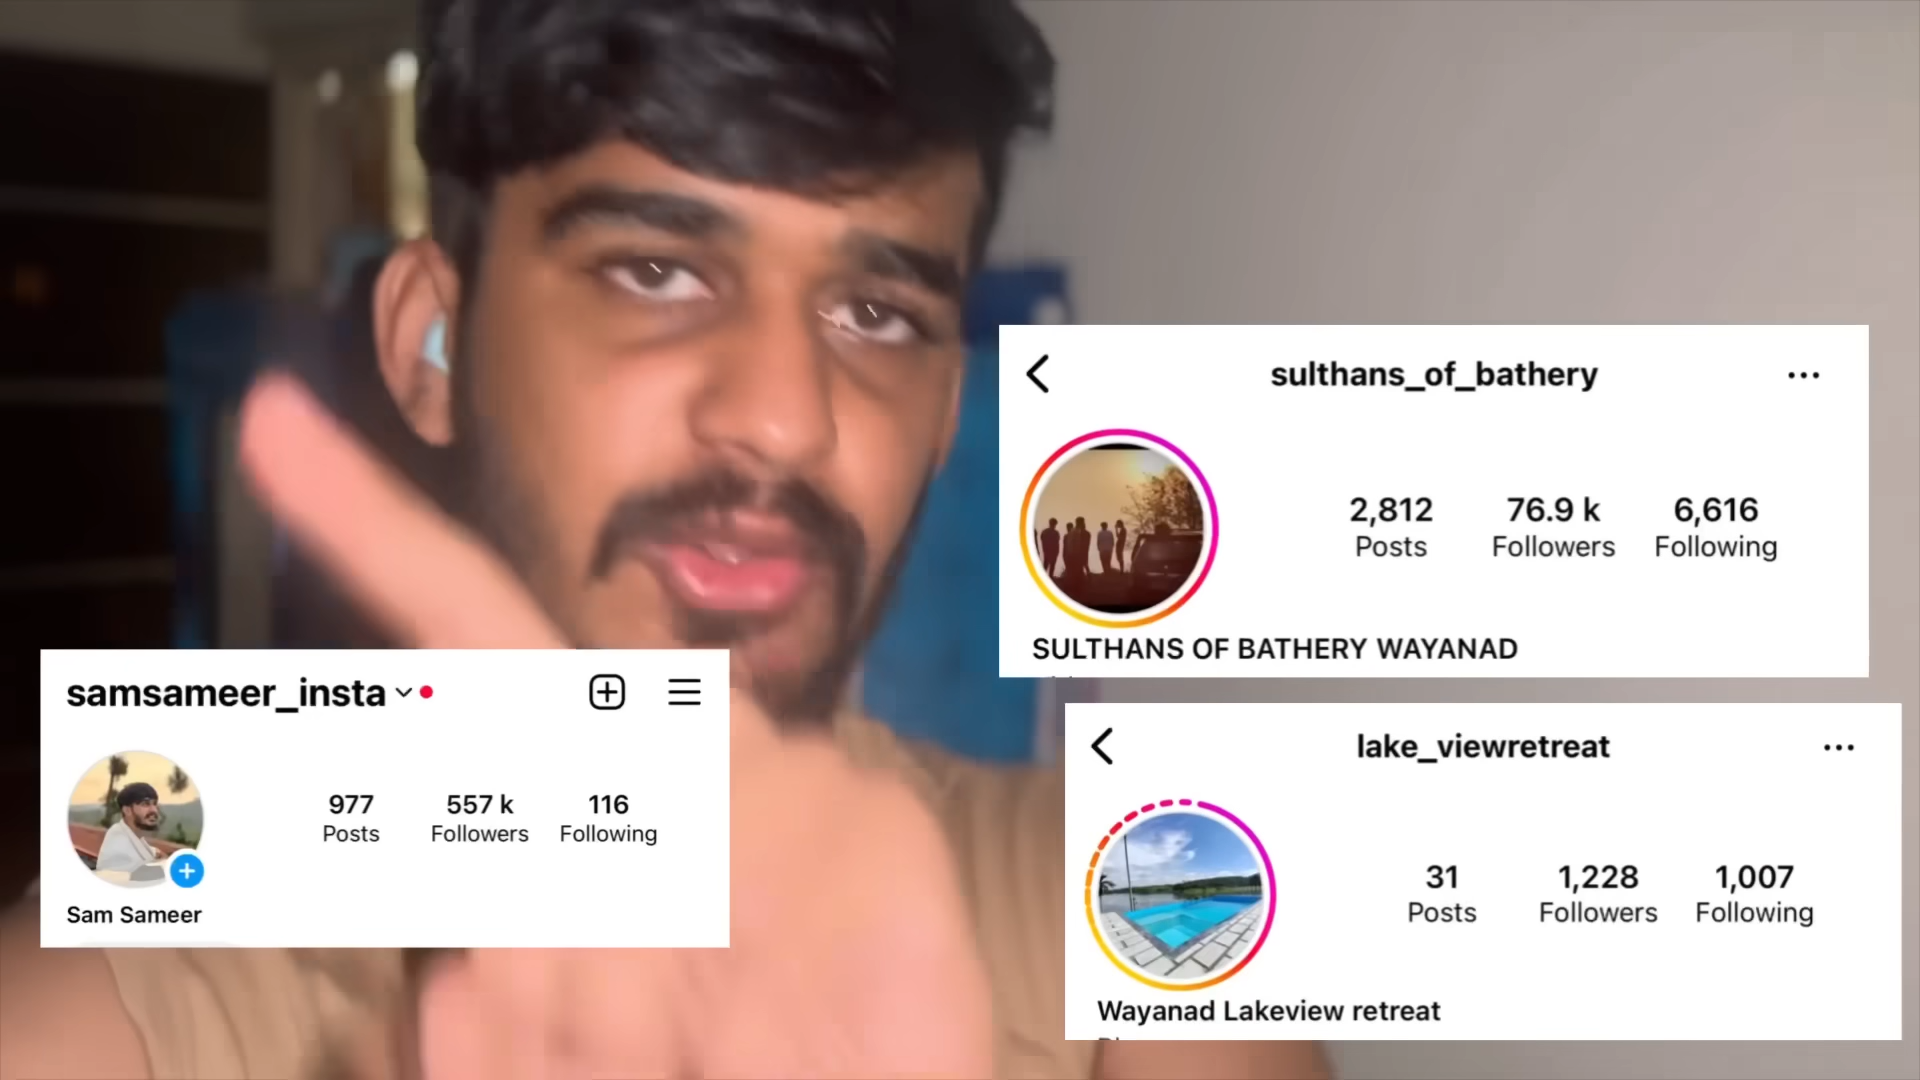 sulthans_of_bathery
2,812 76.9 k 6,616
Posts Followers Following
SULTHANS OF BATHERY WAYANAD
samsameer_insta
977 557 k 116
Posts Followers Following
Sam Sameer
lake_viewretreat
31 1,228 1,007
Posts Followers Following
Wayanad Lakeview retreat